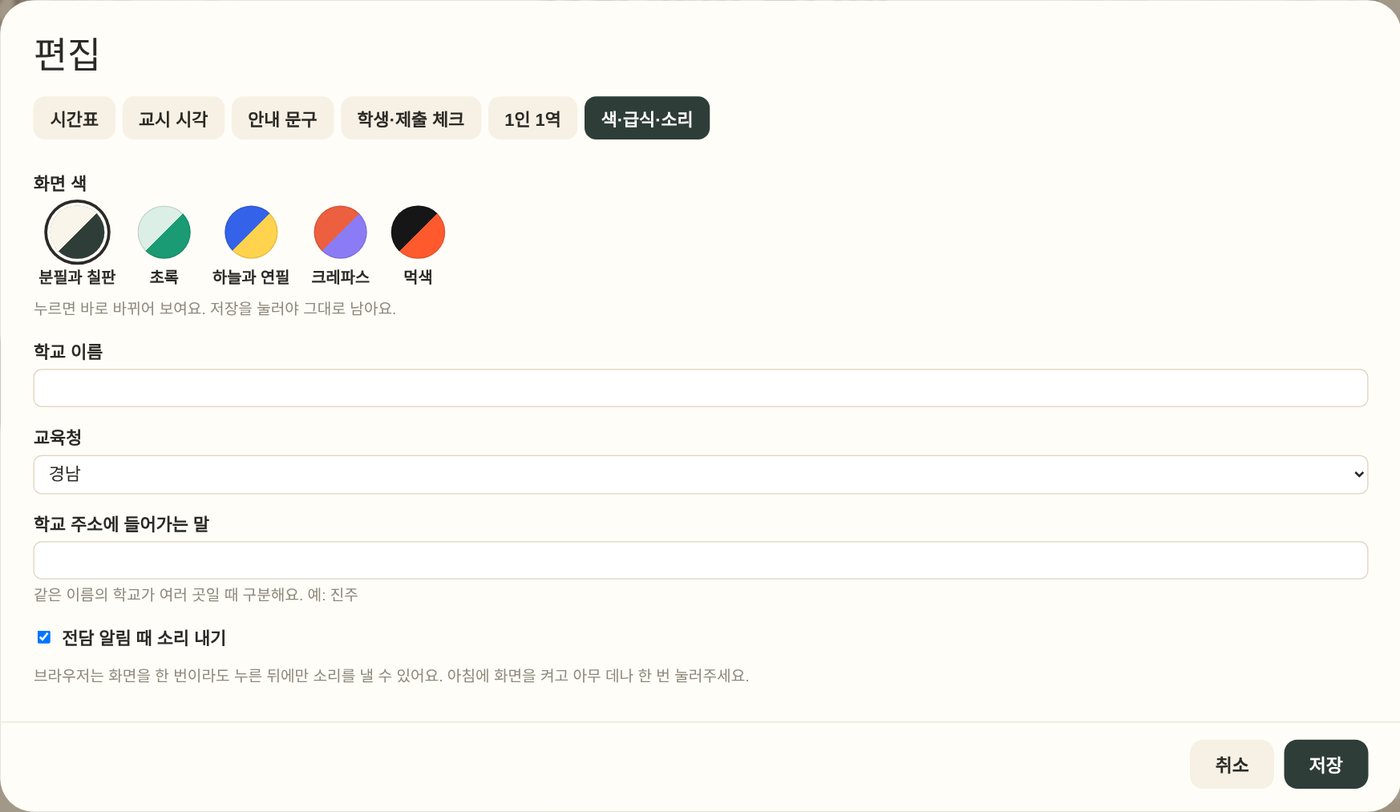 편집
시간표 교시 시각 안내 문구 학생·제출 체크 1인 1역 색·급식·소리
화면 색
분필과 칠판 초록 하늘과 연필 크레파스 먹색
누르면 바로 바뀌어 보여요. 저장을 눌러야 그대로 남아요.
학교 이름
교육청
경남
학교 주소에 들어가는 말
같은 이름의 학교가 여러 곳일 때 구분해요. 예: 진주
전담 알림 때 소리 내기
브라우저는 화면을 한 번이라도 누른 뒤에만 소리를 낼 수 있어요. 아침에 화면을 켜고 아무 데나 한 번 눌러주세요.
취소 저장